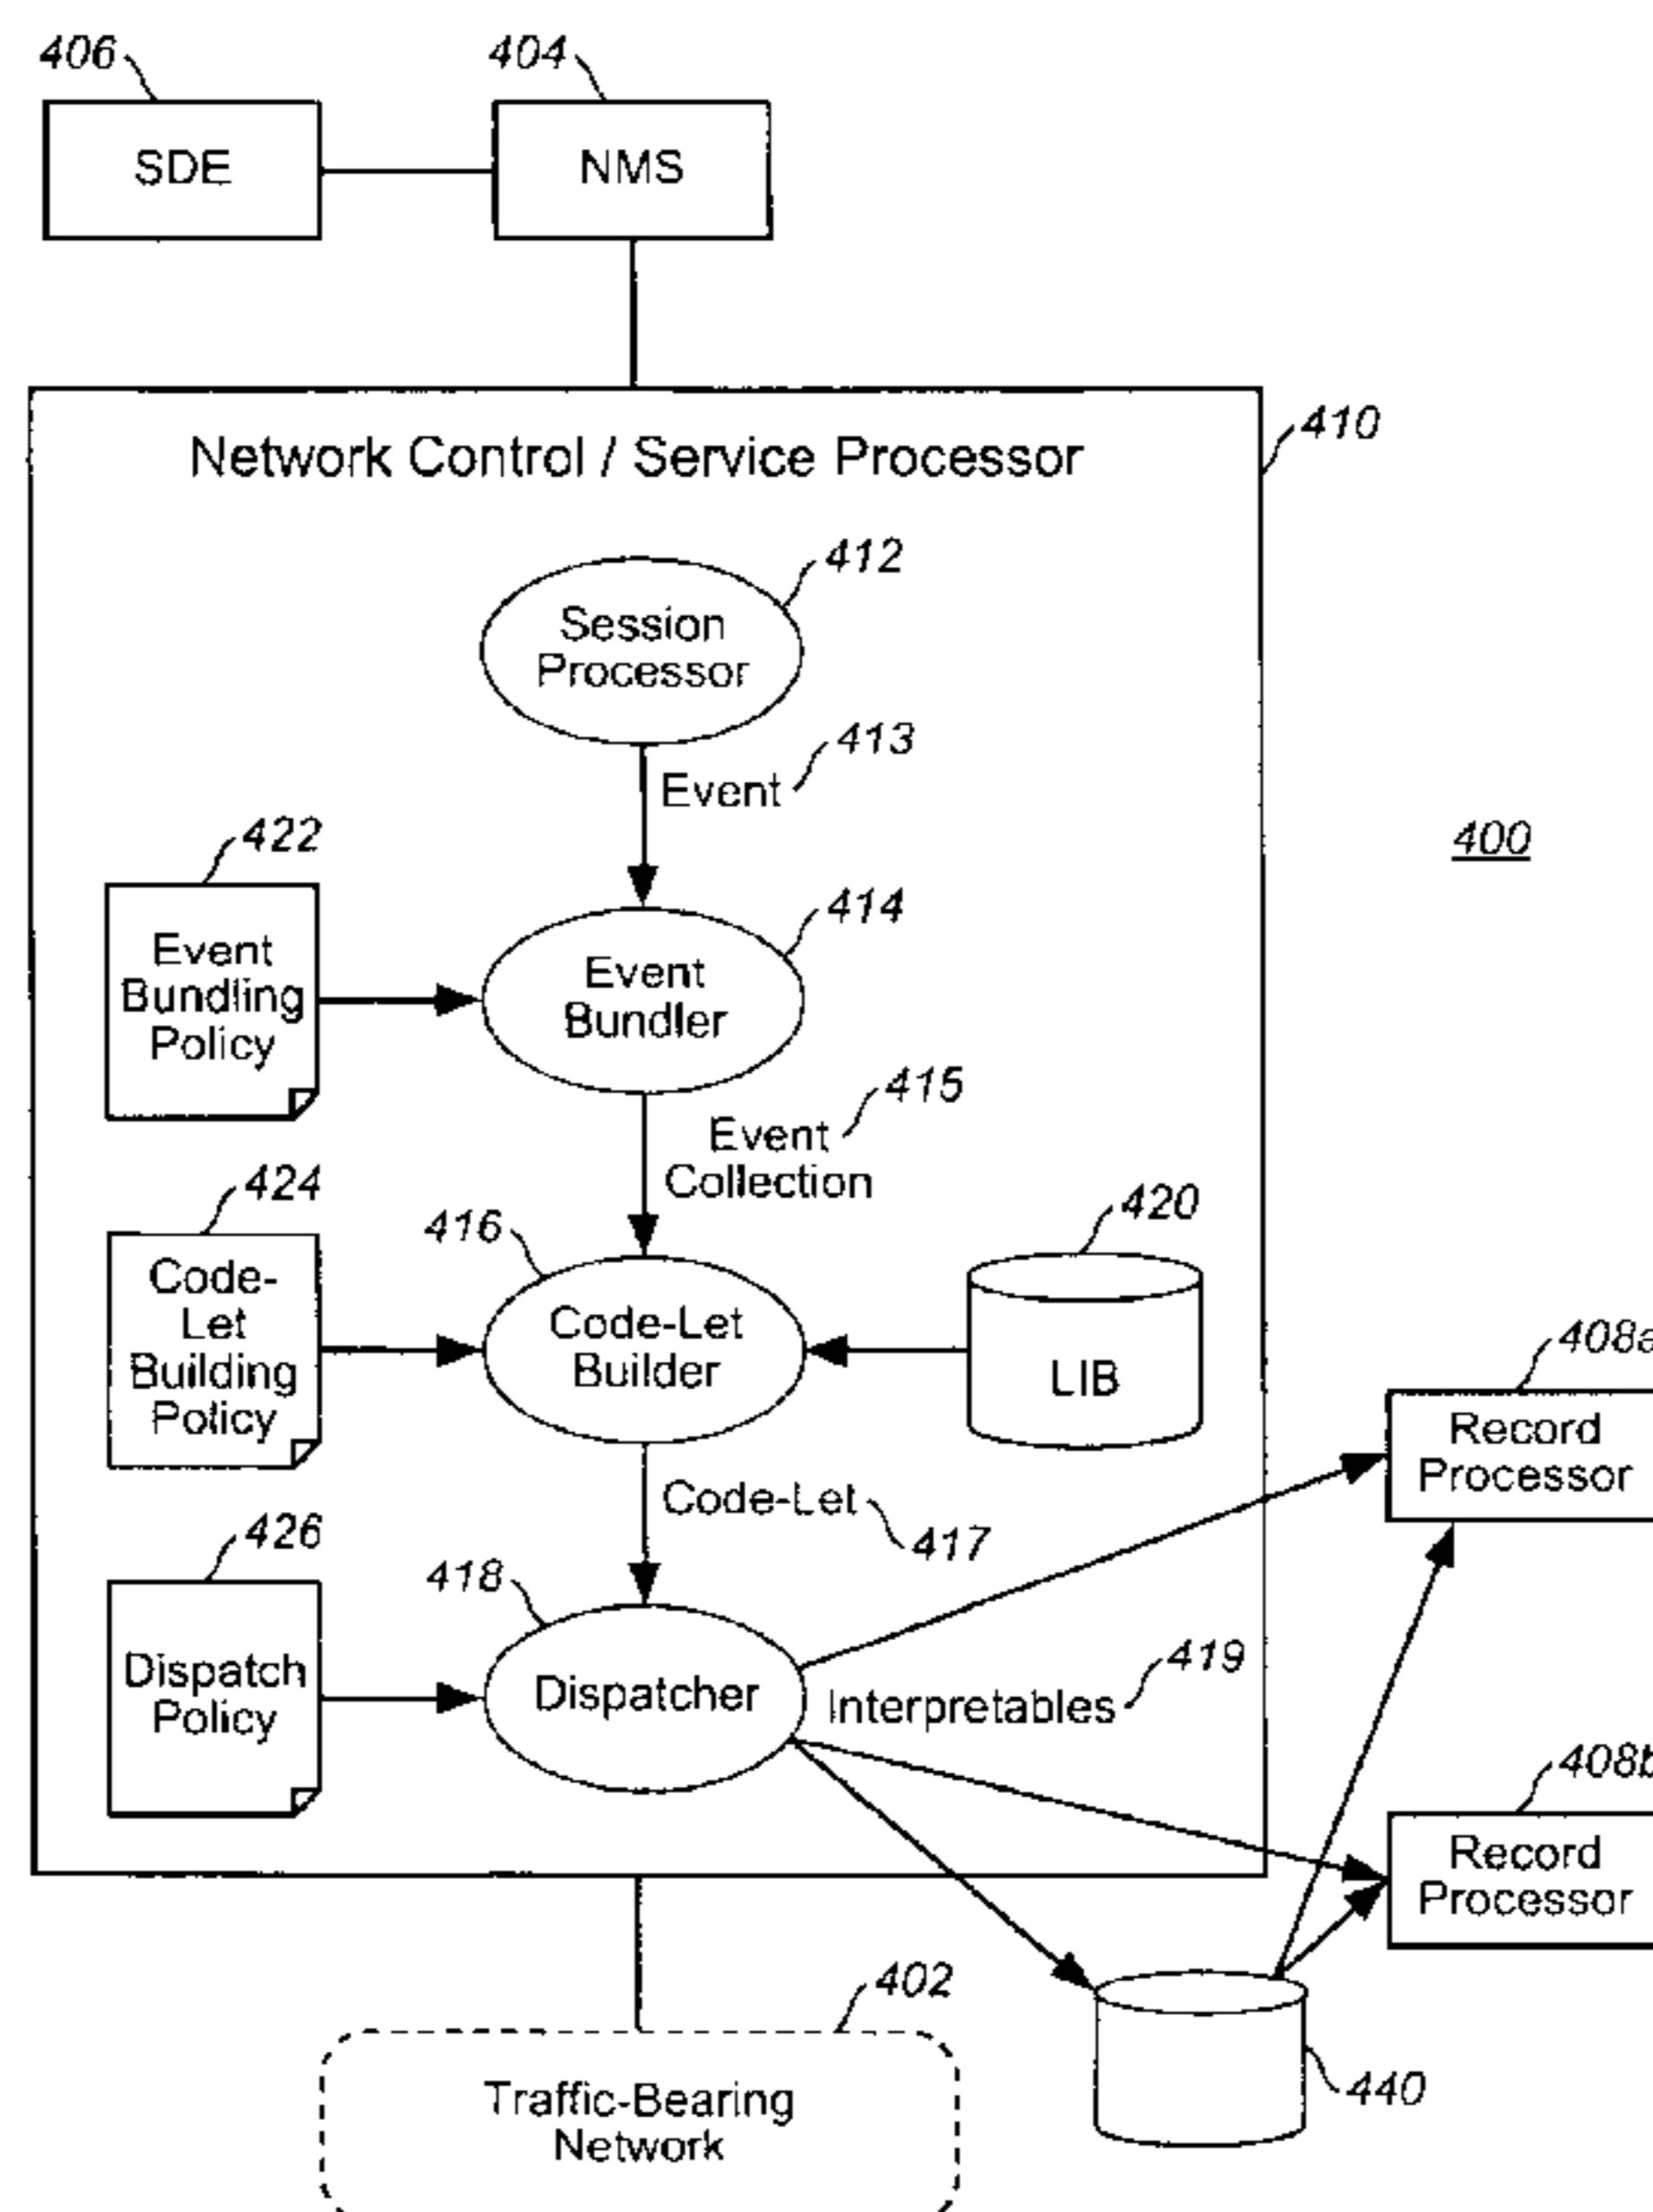 406
404
SDE
NMS
410
Network Control / Service Processor
412
Session
Processor
413
Event
400
422
414
Event
Bundling
Policy
Event
Bundler
415
Event
Collection
424
416
420
Code-
Let
Building
Policy
Code-Let
Builder
LIB
408a
Record
Processor
Code-Let
417
426
418
419
Dispatch
Policy
Dispatcher
Interpretables
408b
Record
Processor
402
Traffic-Bearing
Network
440